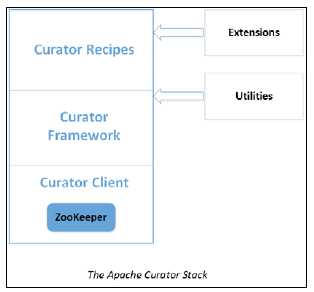 Curator Recipes
Extensions
Utilities
Curator
Framework
Curator Client
ZooKeeper
The Apache Curator Stack